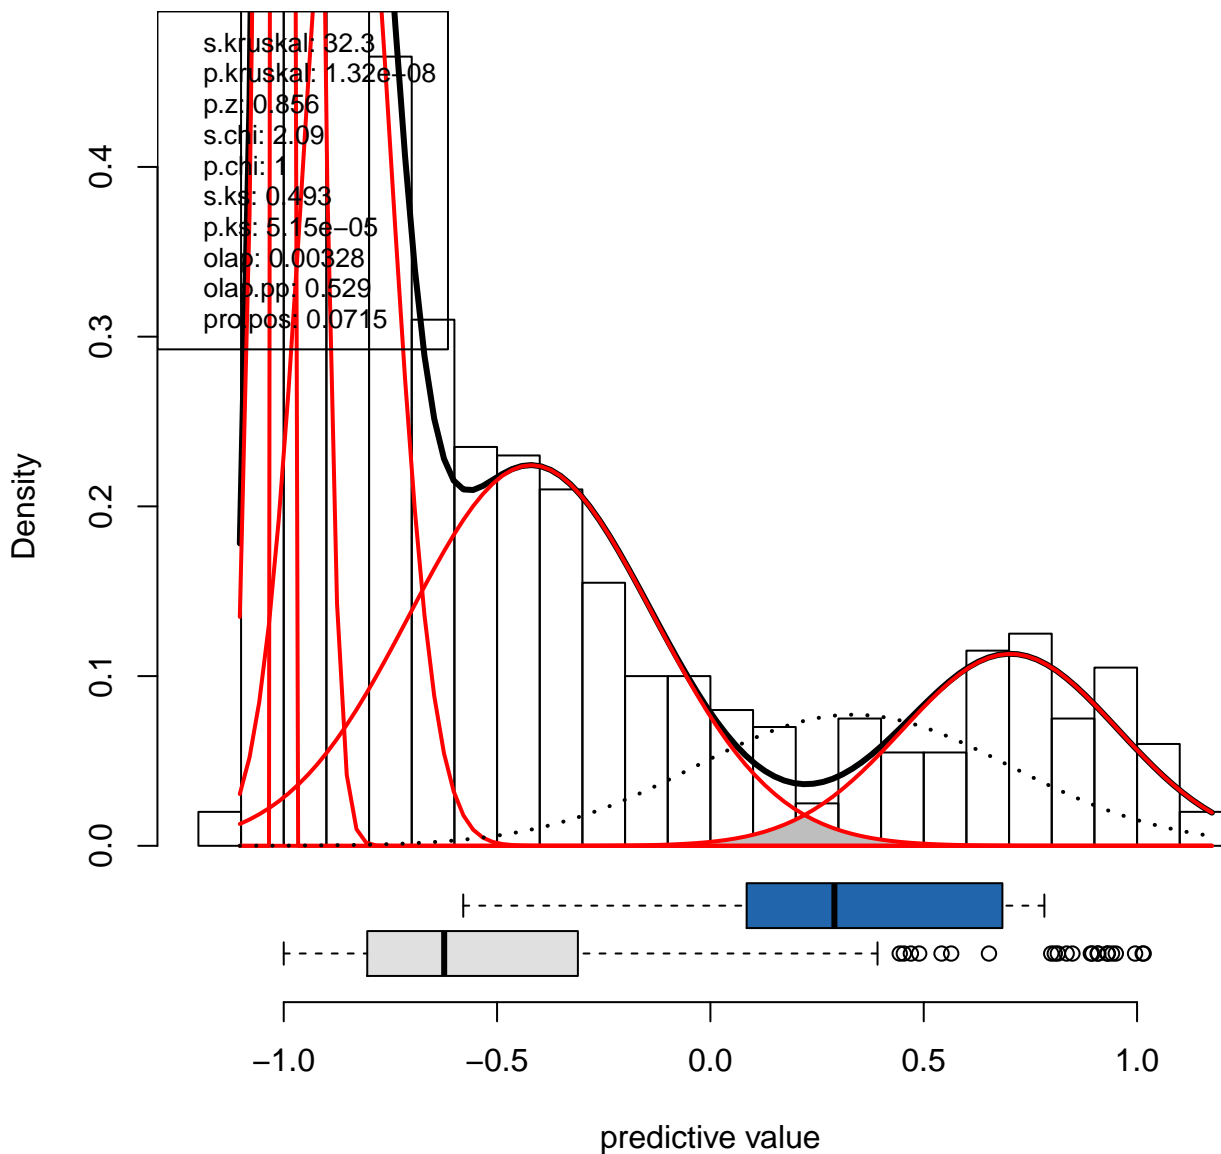 s.kruskal: 32.3
p.kruskal: 1.32e−08
p.z: 0.856
s.chi: 2.09
p.chi: 1
s.ks: 0.493
p.ks: 5.15e−05
olap: 0.00328
olap.pp: 0.529
pro.pos: 0.0715
0.4
0.3
0.2
0.1
0.0
Density
−1.0 −0.5 0.0 0.5 1.0
predictive value